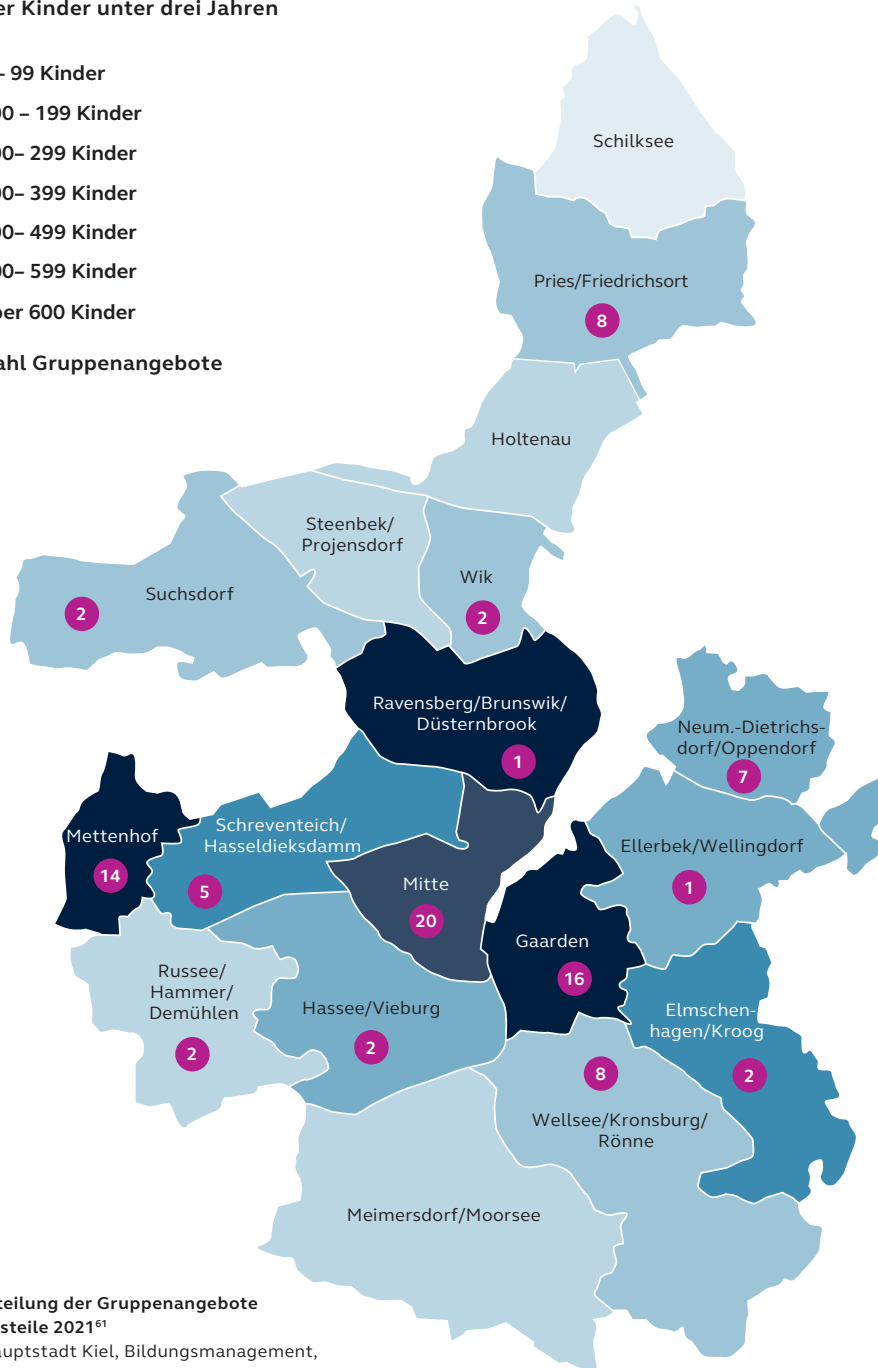 er Kinder unter drei Jahren
– 99 Kinder
00 – 199 Kinder
00– 299 Kinder
00– 399 Kinder
00– 499 Kinder
00– 599 Kinder
ber 600 Kinder
ahl Gruppenangebote
Schilksee
Pries/Friedrichsort
8
Holtenau
Steenbek/
Projensdorf
Wik
2
Suchsdorf
2
Ravensberg/Brunswik/
Düsternbrook
1
Neum.-Dietrichs-
dorf/Oppendorf
7
Mettenhof
14
Schreventeich/
Hasseldieksdamm
5
Mitte
20
Ellerbek/Wellingdorf
1
Gaarden
16
Russee/
Hammer/
Demühlen
2
Hassee/Vieburg
2
Elmschen-
hagen/Kroog
2
8
Wellsee/Kronsburg/
Rönne
Meimersdorf/Moorsee
teilung der Gruppenangebote
steile 2021⁶¹
auptstadt Kiel, Bildungsmanagement,